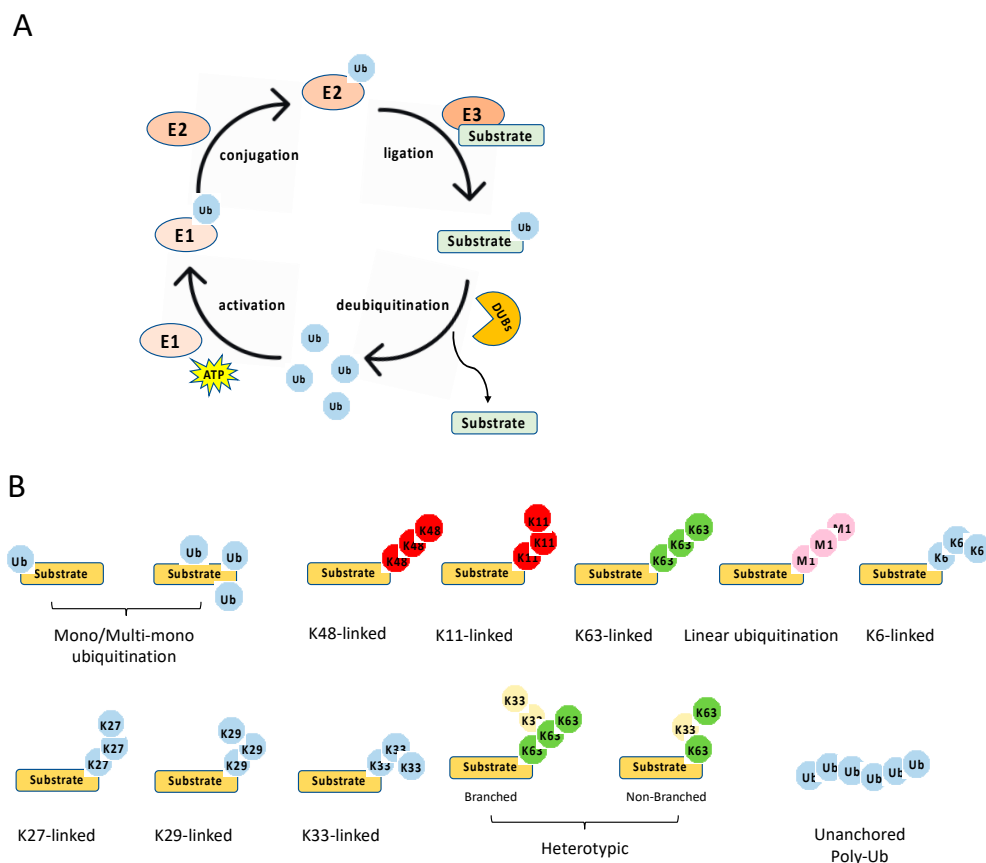 A
Ub
E2
E3
Substrate
E2
conjugation
ligation
Ub
E1
Ub
Substrate
activation
deubiquitination
DUBs
E1
ATP
Ub
Ub
Ub
Ub
Substrate
B
Ub
Substrate
Ub
Ub
Substrate
Ub
K48
K48
K48
Substrate
K11
K11
K11
Substrate
K63
K63
K63
Substrate
M1
M1
M1
Substrate
K6
K6
K6
Substrate
Mono/Multi-mono
ubiquitination
K48-linked
K11-linked
K63-linked
Linear ubiquitination
K6-linked
K27
K27
K27
Substrate
K29
K29
K29
Substrate
K33
K33
K33
Substrate
K33
K33
K63
K63
K63
Substrate
Branched
K63
K33
K63
Substrate
Non-Branched
Ub
Ub
Ub
Ub
Ub
Ub
K27-linked
K29-linked
K33-linked
Heterotypic
Unanchored
Poly-Ub